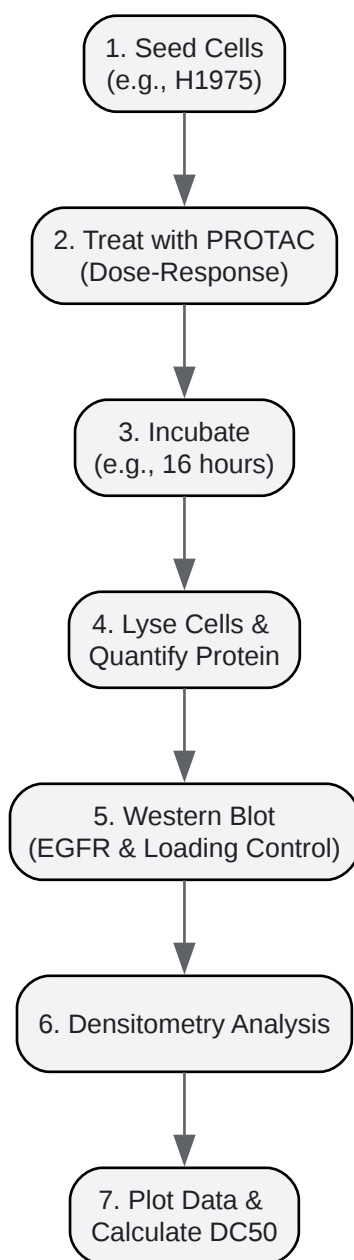 1. Seed Cells
(e.g., H1975)
2. Treat with PROTAC
(Dose-Response)
3. Incubate
(e.g., 16 hours)
4. Lyse Cells &
Quantify Protein
5. Western Blot
(EGFR & Loading Control)
6. Densitometry Analysis
7. Plot Data &
Calculate DC50